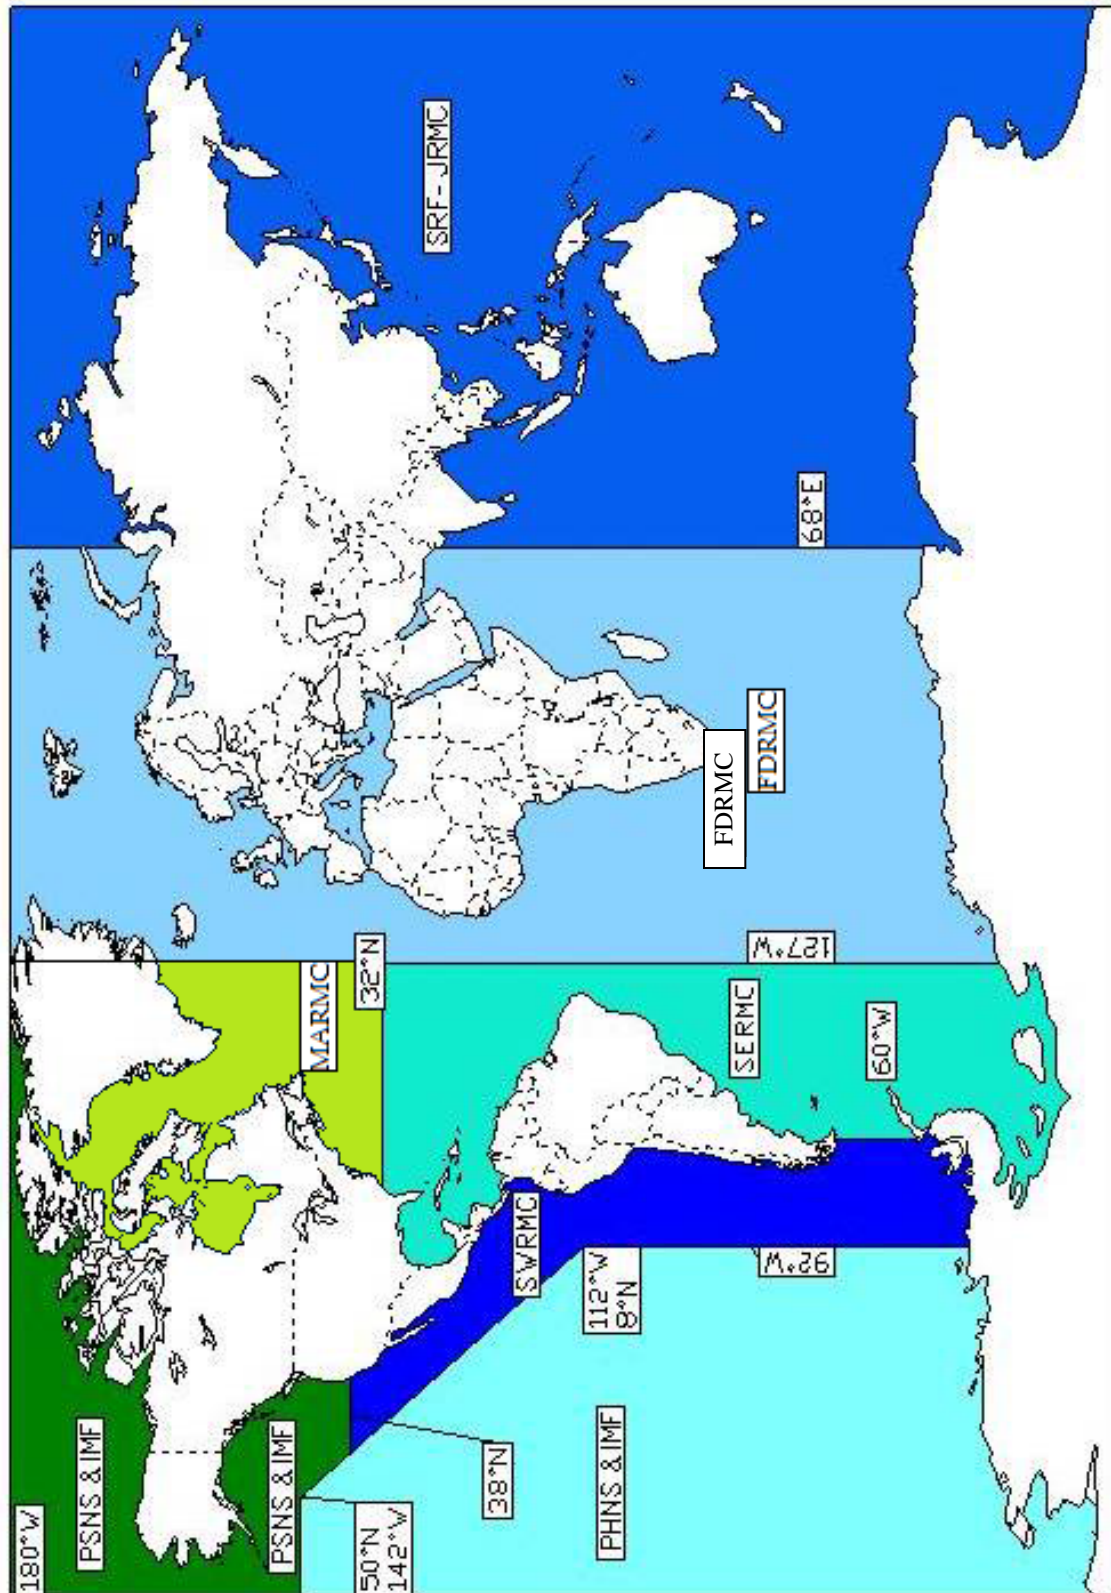 180°W
PSNS & IMF
PSNS & IMF
MARMC
50°N
142°W
32°N
SRF-JRMC
38°N
SWRMC
112°W
8°N
PHNS & IMF
FDRMC
SERMC
FDRMC
92°W
127°W
68°E
60°W